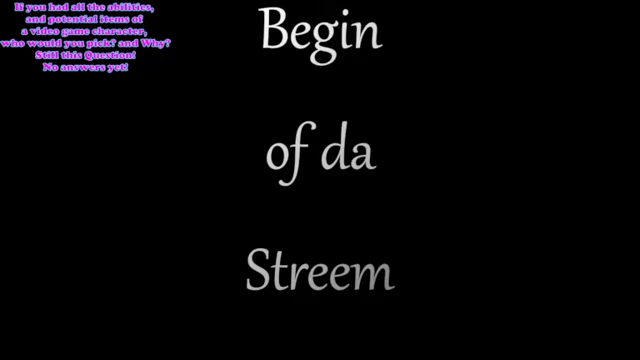 If you had all the abilities,
and potential items of
a video game character,
who would you pick? and Why?
Still this Question!
No answers yet!
Begin
of da
Streem